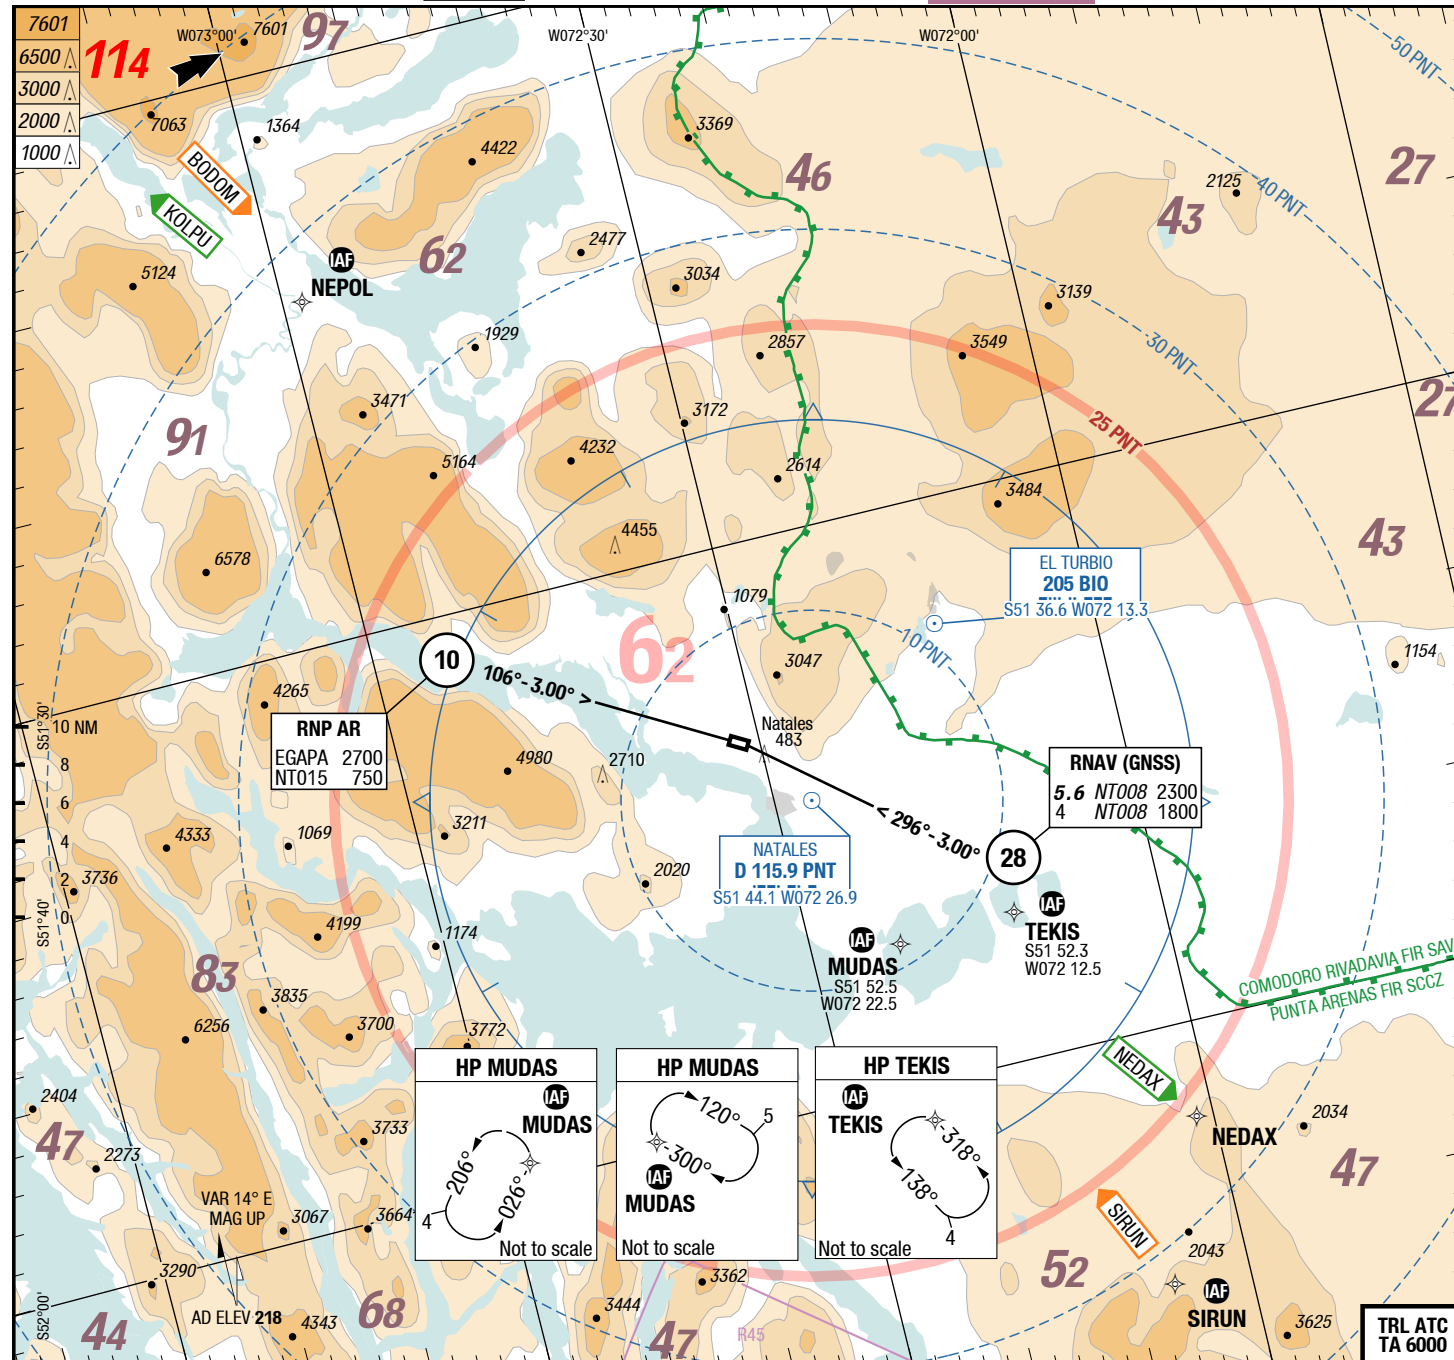 7601
6500
3000
2000
1000
114
W073°00'
7601
97
W072°30'
W072°00'
50 PNT
7063
1364
4422
3369
46
27
BODOM
KOLPU
2125
40 PNT
43
IAF
NEPOL
62
2477
3034
5124
3139
1929
2857
3549
30 PNT
27
3471
3172
25 PNT
91
5164
4232
2614
3484
4455
43
6578
EL TURBIO
205 BIO
S51 36.6 W072 13.3
1079
62
10 PNT
3047
1154
10
106°-3.00° >
4265
S51°30'
10 NM
8
6
4
2
0
RNP AR
EGAPA 2700
NT015 750
Natales
483
4980
2710
RNAV (GNSS)
5.6 NT008 2300
4 NT008 1800
< 296°-3.00°
28
4333
1069
3211
NATALES
D 115.9 PNT
S51 44.1 W072 26.9
2020
3736
S51°40'
4199
1174
IAF
TEKIS
S51 52.3
W072 12.5
IAF
MUDAS
S51 52.5
W072 22.5
83
COMODORO RIVADAVIA FIR SAV
PUNTA ARENAS FIR SCCZ
3835
6256
3700
3772
NEDAX
HP MUDAS
IAF
MUDAS
206°
026°
4
Not to scale
HP MUDAS
120°
5
300°
IAF
MUDAS
Not to scale
HP TEKIS
IAF
TEKIS
318°
138°
4
Not to scale
2404
47
2273
3733
NEDAX
2034
47
VAR 14° E
MAG UP
3067
3664
SIRUN
2043
3290
52
IAF
SIRUN
3362
S52°00'
44
AD ELEV 218
4343
68
3444
47
R45
3625
TRL ATC
TA 6000